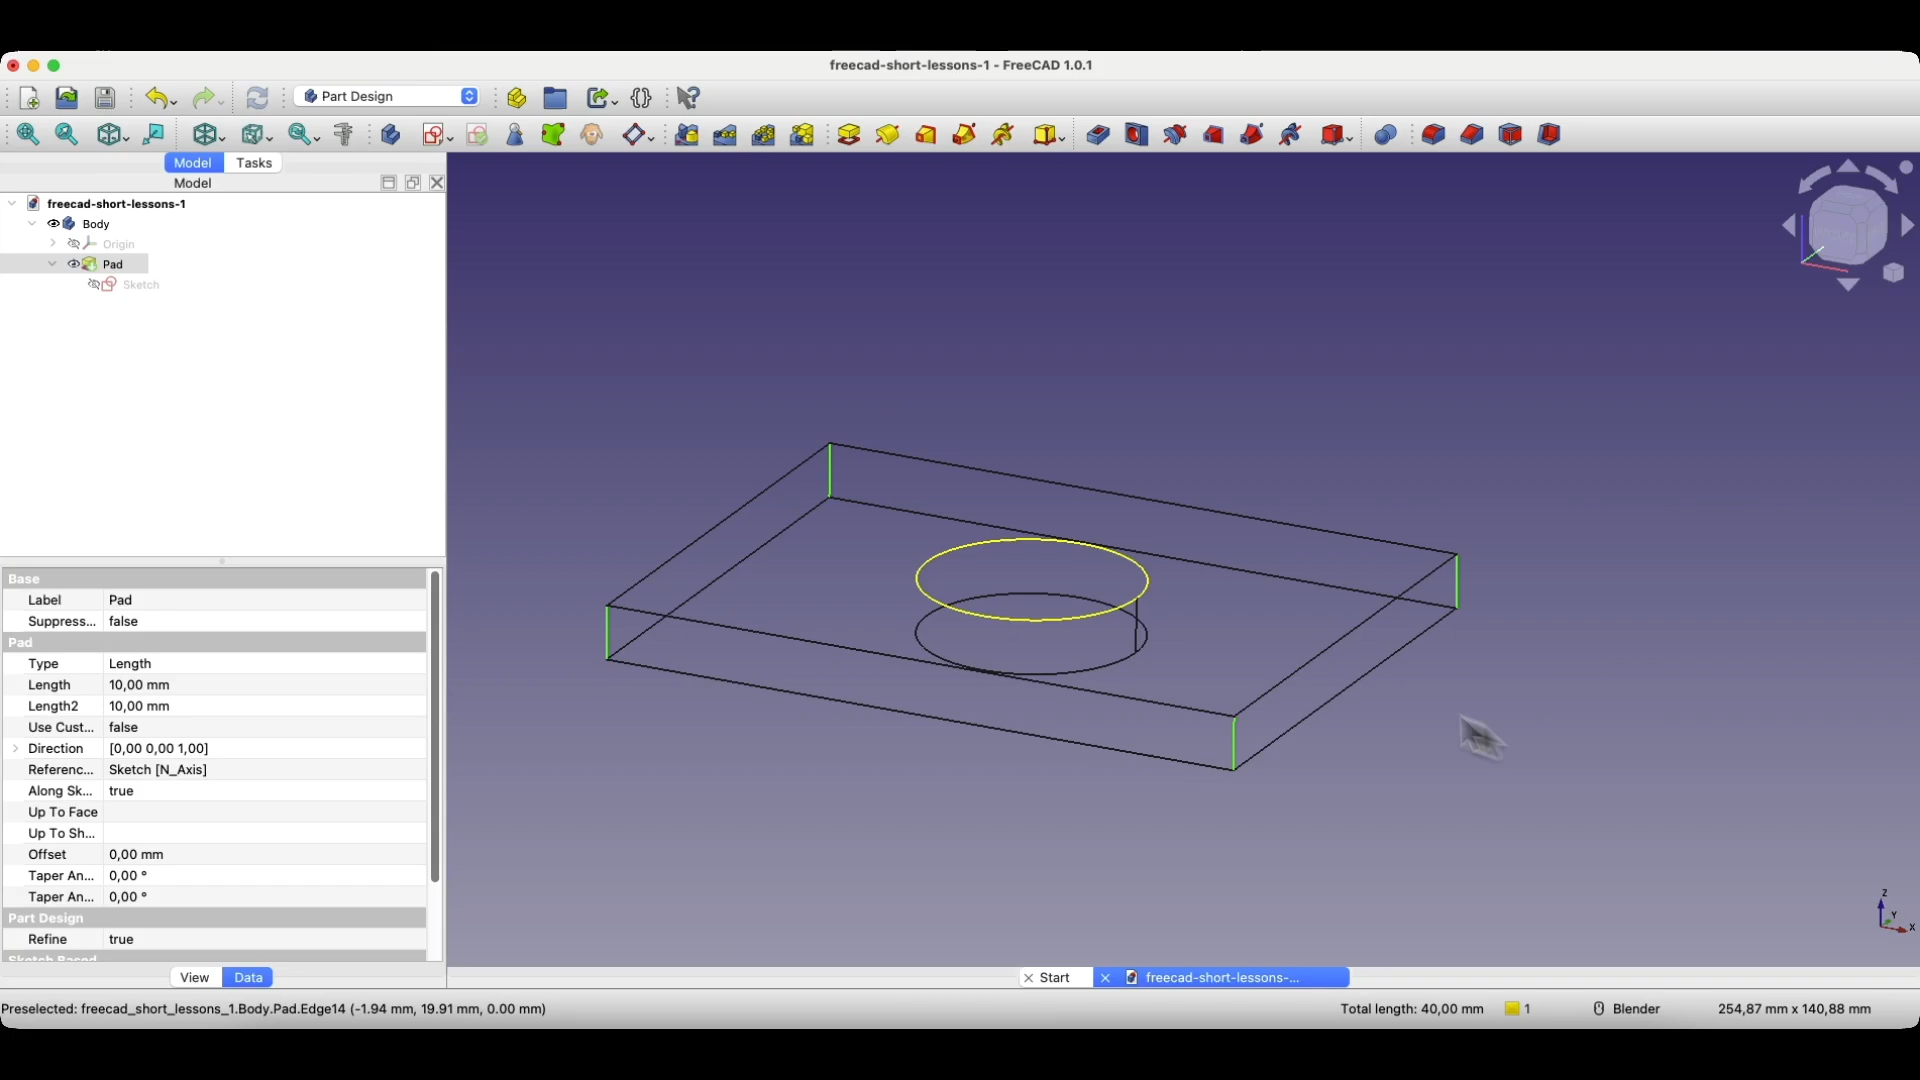 freecad-short-lessons-1 - FreeCAD 1.0.1
Part Design
Model
Tasks
Model
freecad-short-lessons-1
Body
Origin
Pad
Sketch
Base
Label Pad
Suppress... false
Pad
Type Length
Length 10,00 mm
Length2 10,00 mm
Use Cust... false
Direction [0,00 0,00 1,00]
Referenc... Sketch [N_Axis]
Along Sk... true
Up To Face
Up To Sh...
Offset 0,00 mm
Taper An... 0,00 °
Taper An... 0,00 °
Part Design
Refine true
Sketch Based
View
Data
Start
freecad-short-lessons-...
Z
Y
X
Preselected: freecad_short_lessons_1.Body.Pad.Edge14 (-1.94 mm, 19.91 mm, 0.00 mm)
Total length: 40,00 mm
1
Blender
254,87 mm x 140,88 mm